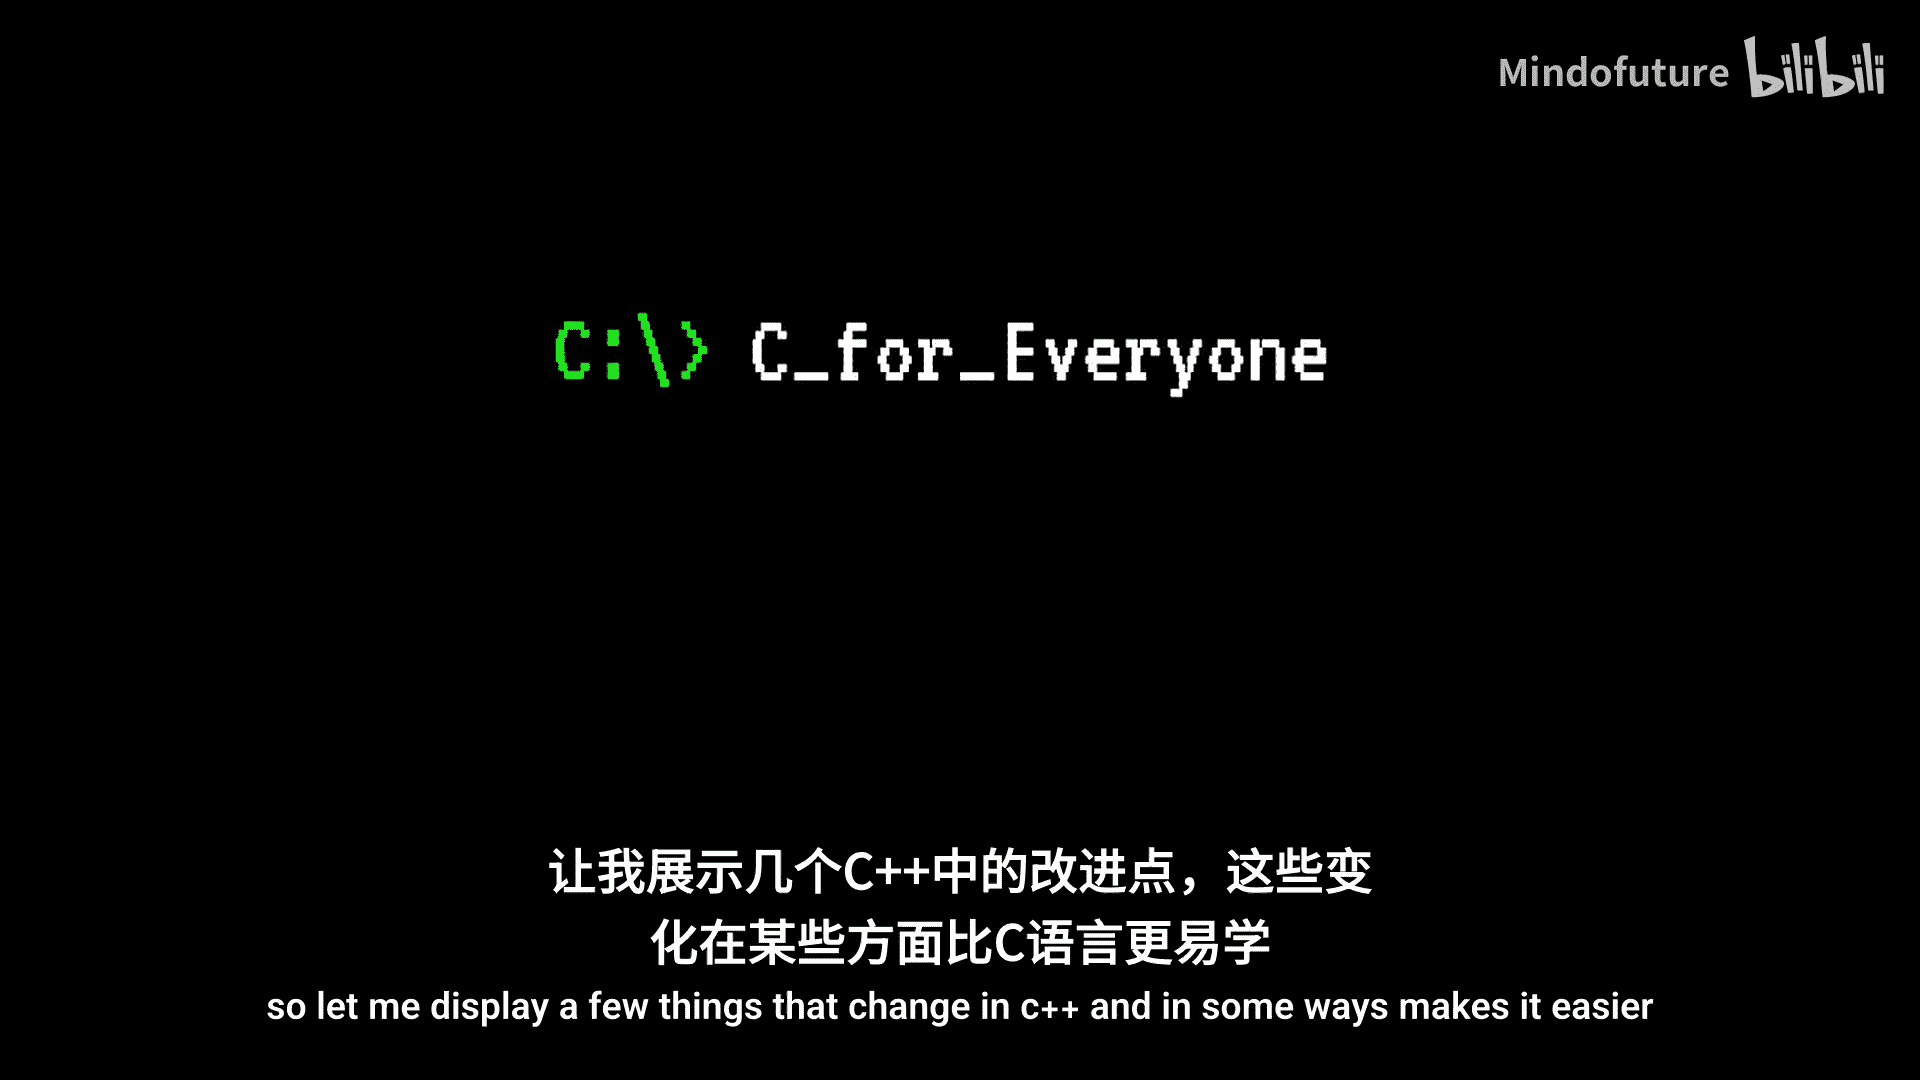 Mindofuture bilibili
C:\> C_for_Everyone
让我展示几个C++中的改进点，这些变
化在某些方面比C语言更易学
so let me display a few things that change in c++ and in some ways makes it easier